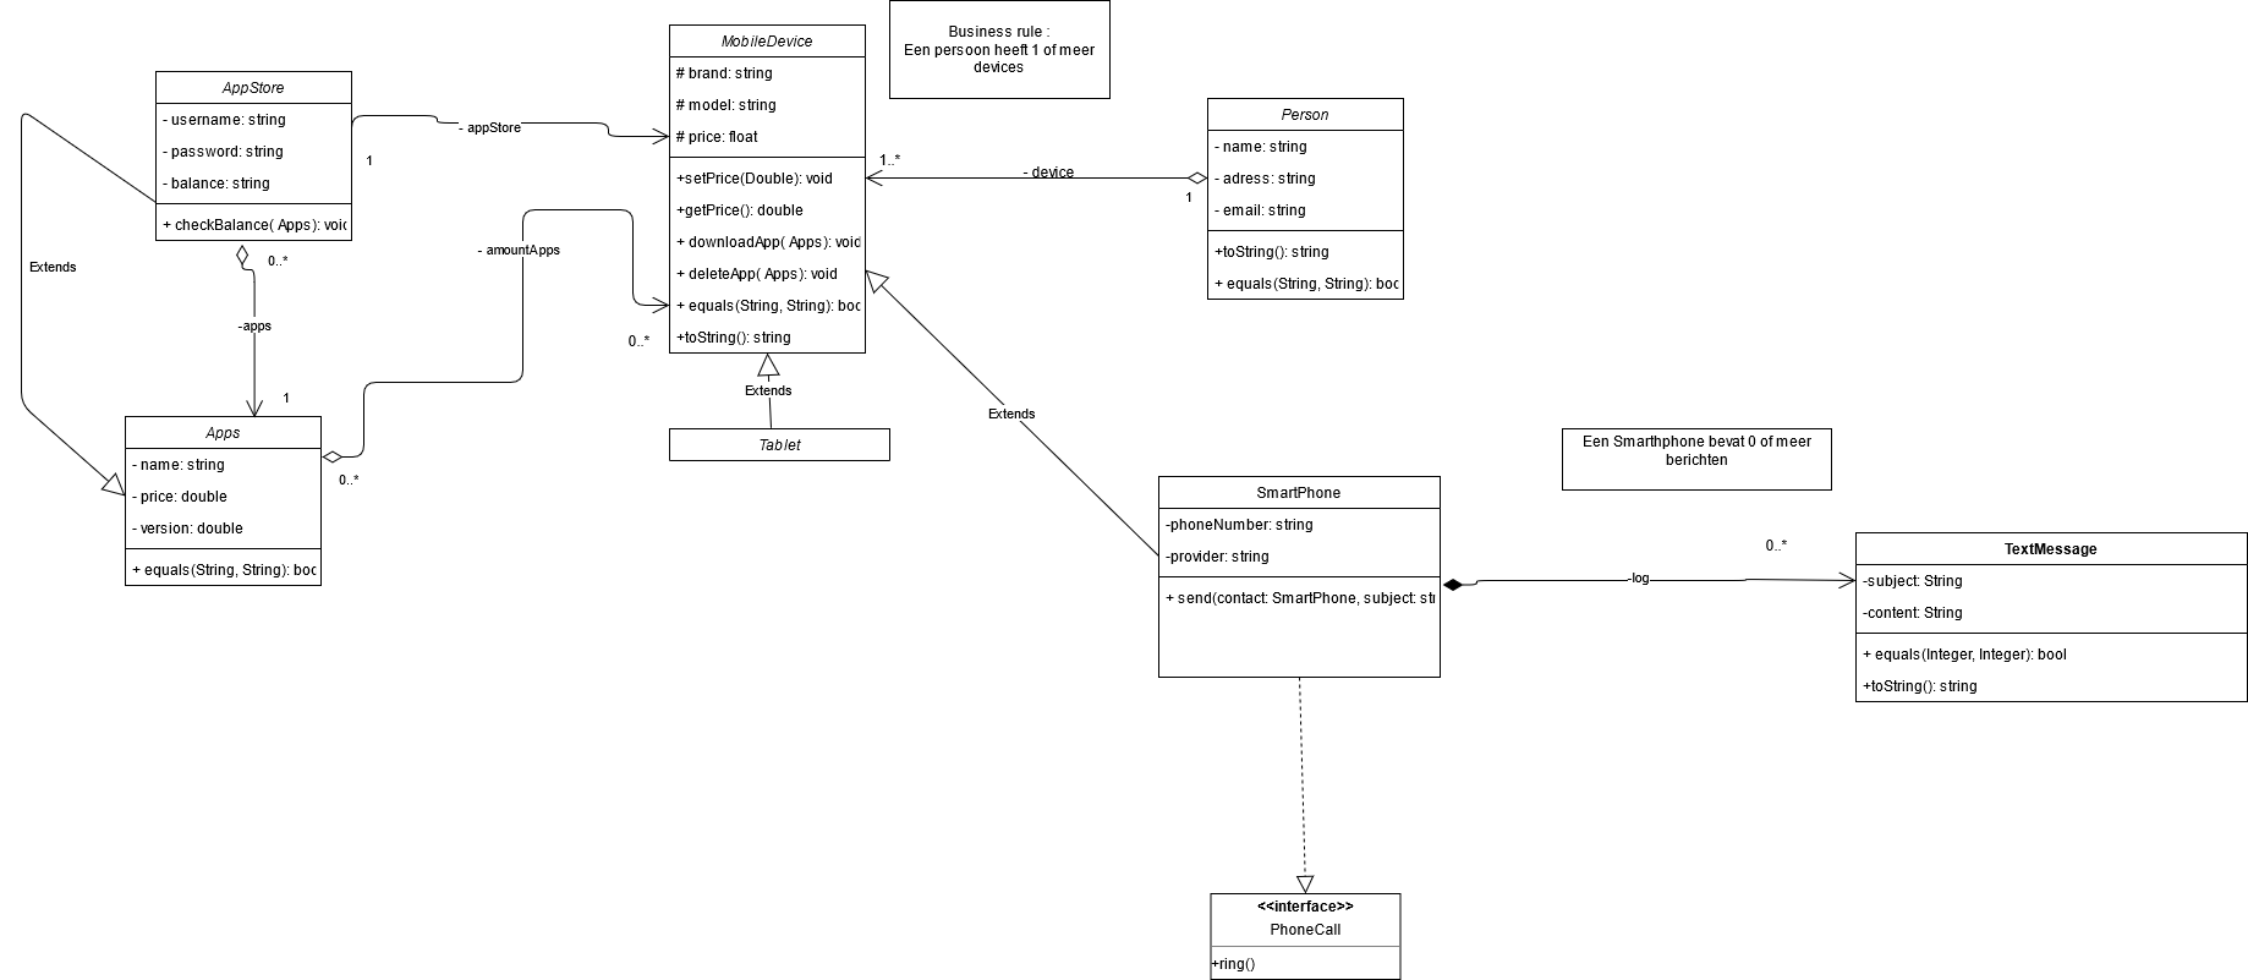 Business rule :
Een persoon heeft 1 of meer
devices
MobileDevice
# brand: string
# model: string
# price: float
+setPrice(Double): void
+getPrice(): double
+ downloadApp( Apps): void
+ deleteApp( Apps): void
+ equals(String, String): boo
+toString(): string
AppStore
- username: string
- password: string
- balance: string
+ checkBalance( Apps): void
- appStore
1
Person
- name: string
- adress: string
- email: string
+toString(): string
+ equals(String, String): boo
1..*
- device
1
- amountApps
0..*
Extends
0..*
-apps
1
0..*
Extends
Tablet
Apps
- name: string
- price: double
- version: double
+ equals(String, String): boo
Extends
Een Smarthphone bevat 0 of meer
berichten
SmartPhone
-phoneNumber: string
-provider: string
+ send(contact: SmartPhone, subject: stri
0..*
-log
TextMessage
-subject: String
-content: String
+ equals(Integer, Integer): bool
+toString(): string
<<interface>>
PhoneCall
+ring()